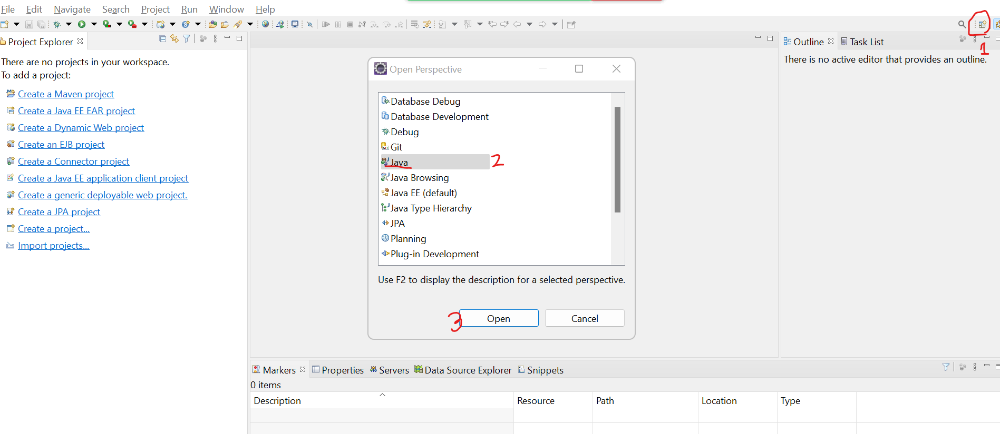 File Edit Navigate Search Project Run Window Help
Project Explorer
There are no projects in your workspace.
To add a project:
Create a Maven project
Create a Java EE EAR project
Create a Dynamic Web project
Create an EJB project
Create a Connector project
Create a Java EE application client project
Create a generic deployable web project.
Create a JPA project
Create a project...
Import projects...
Open Perspective
Database Debug
Database Development
Debug
Git
Java 2
Java Browsing
Java EE (default)
Java Type Hierarchy
JPA
Planning
Plug-in Development
Use F2 to display the description for a selected perspective.
3 Open Cancel
1
Outline Task List
There is no active editor that provides an outline.
Markers Properties Servers Data Source Explorer Snippets
0 items
Description Resource Path Location Type